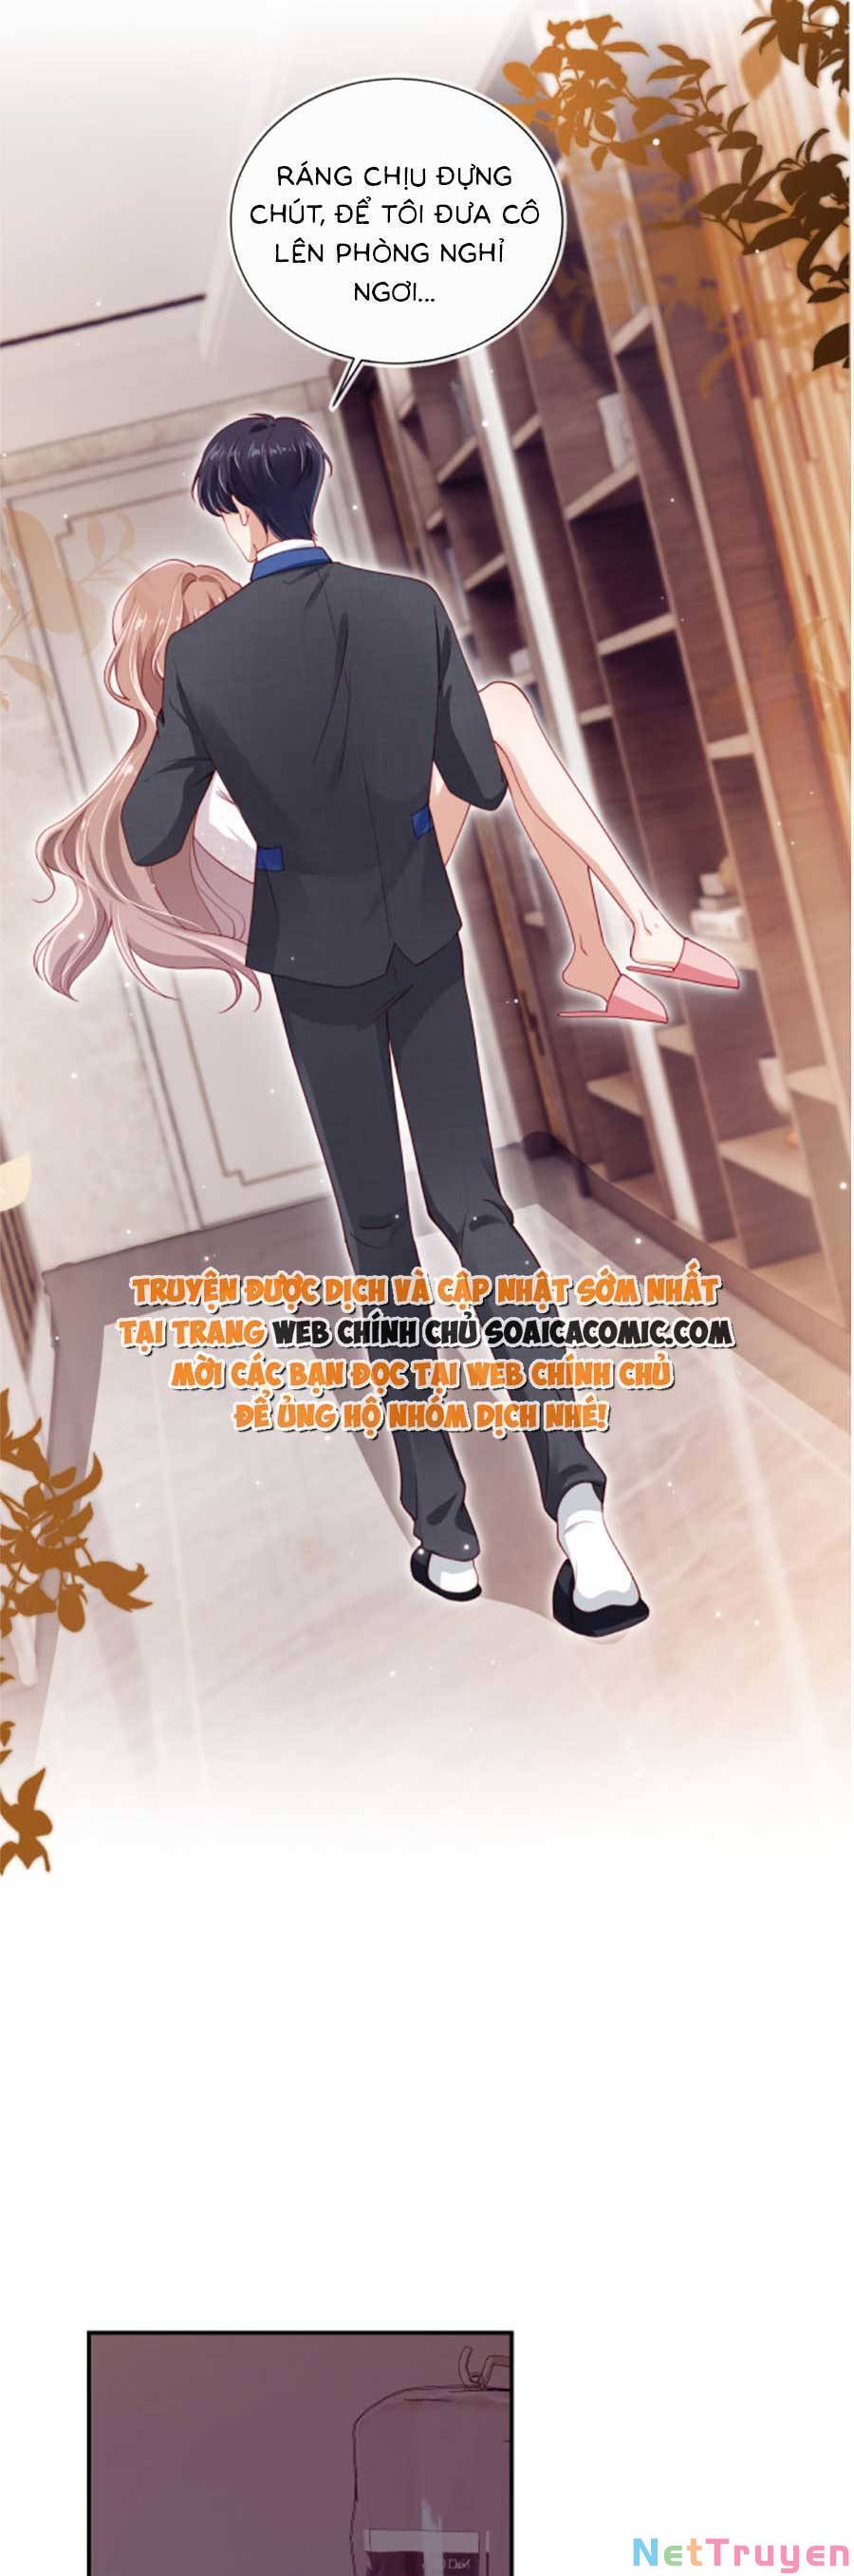 RÁNG CHỊU ĐỰNG
CHÚT, ĐỂ TÔI ĐƯA CÔ
LÊN PHÒNG NGHỈ
NGƠI...
TRUYỆN ĐƯỢC DỊCH VÀ CẬP NHẬT SỚM NHẤT
TẠI TRANG WEB CHÍNH CHỦ SOAICACOMIC.COM
MỜI CÁC BẠN ĐỌC TẠI WEB CHÍNH CHỦ
ĐỂ ỦNG HỘ NHÓM DỊCH NHÉ!
NetTruyen